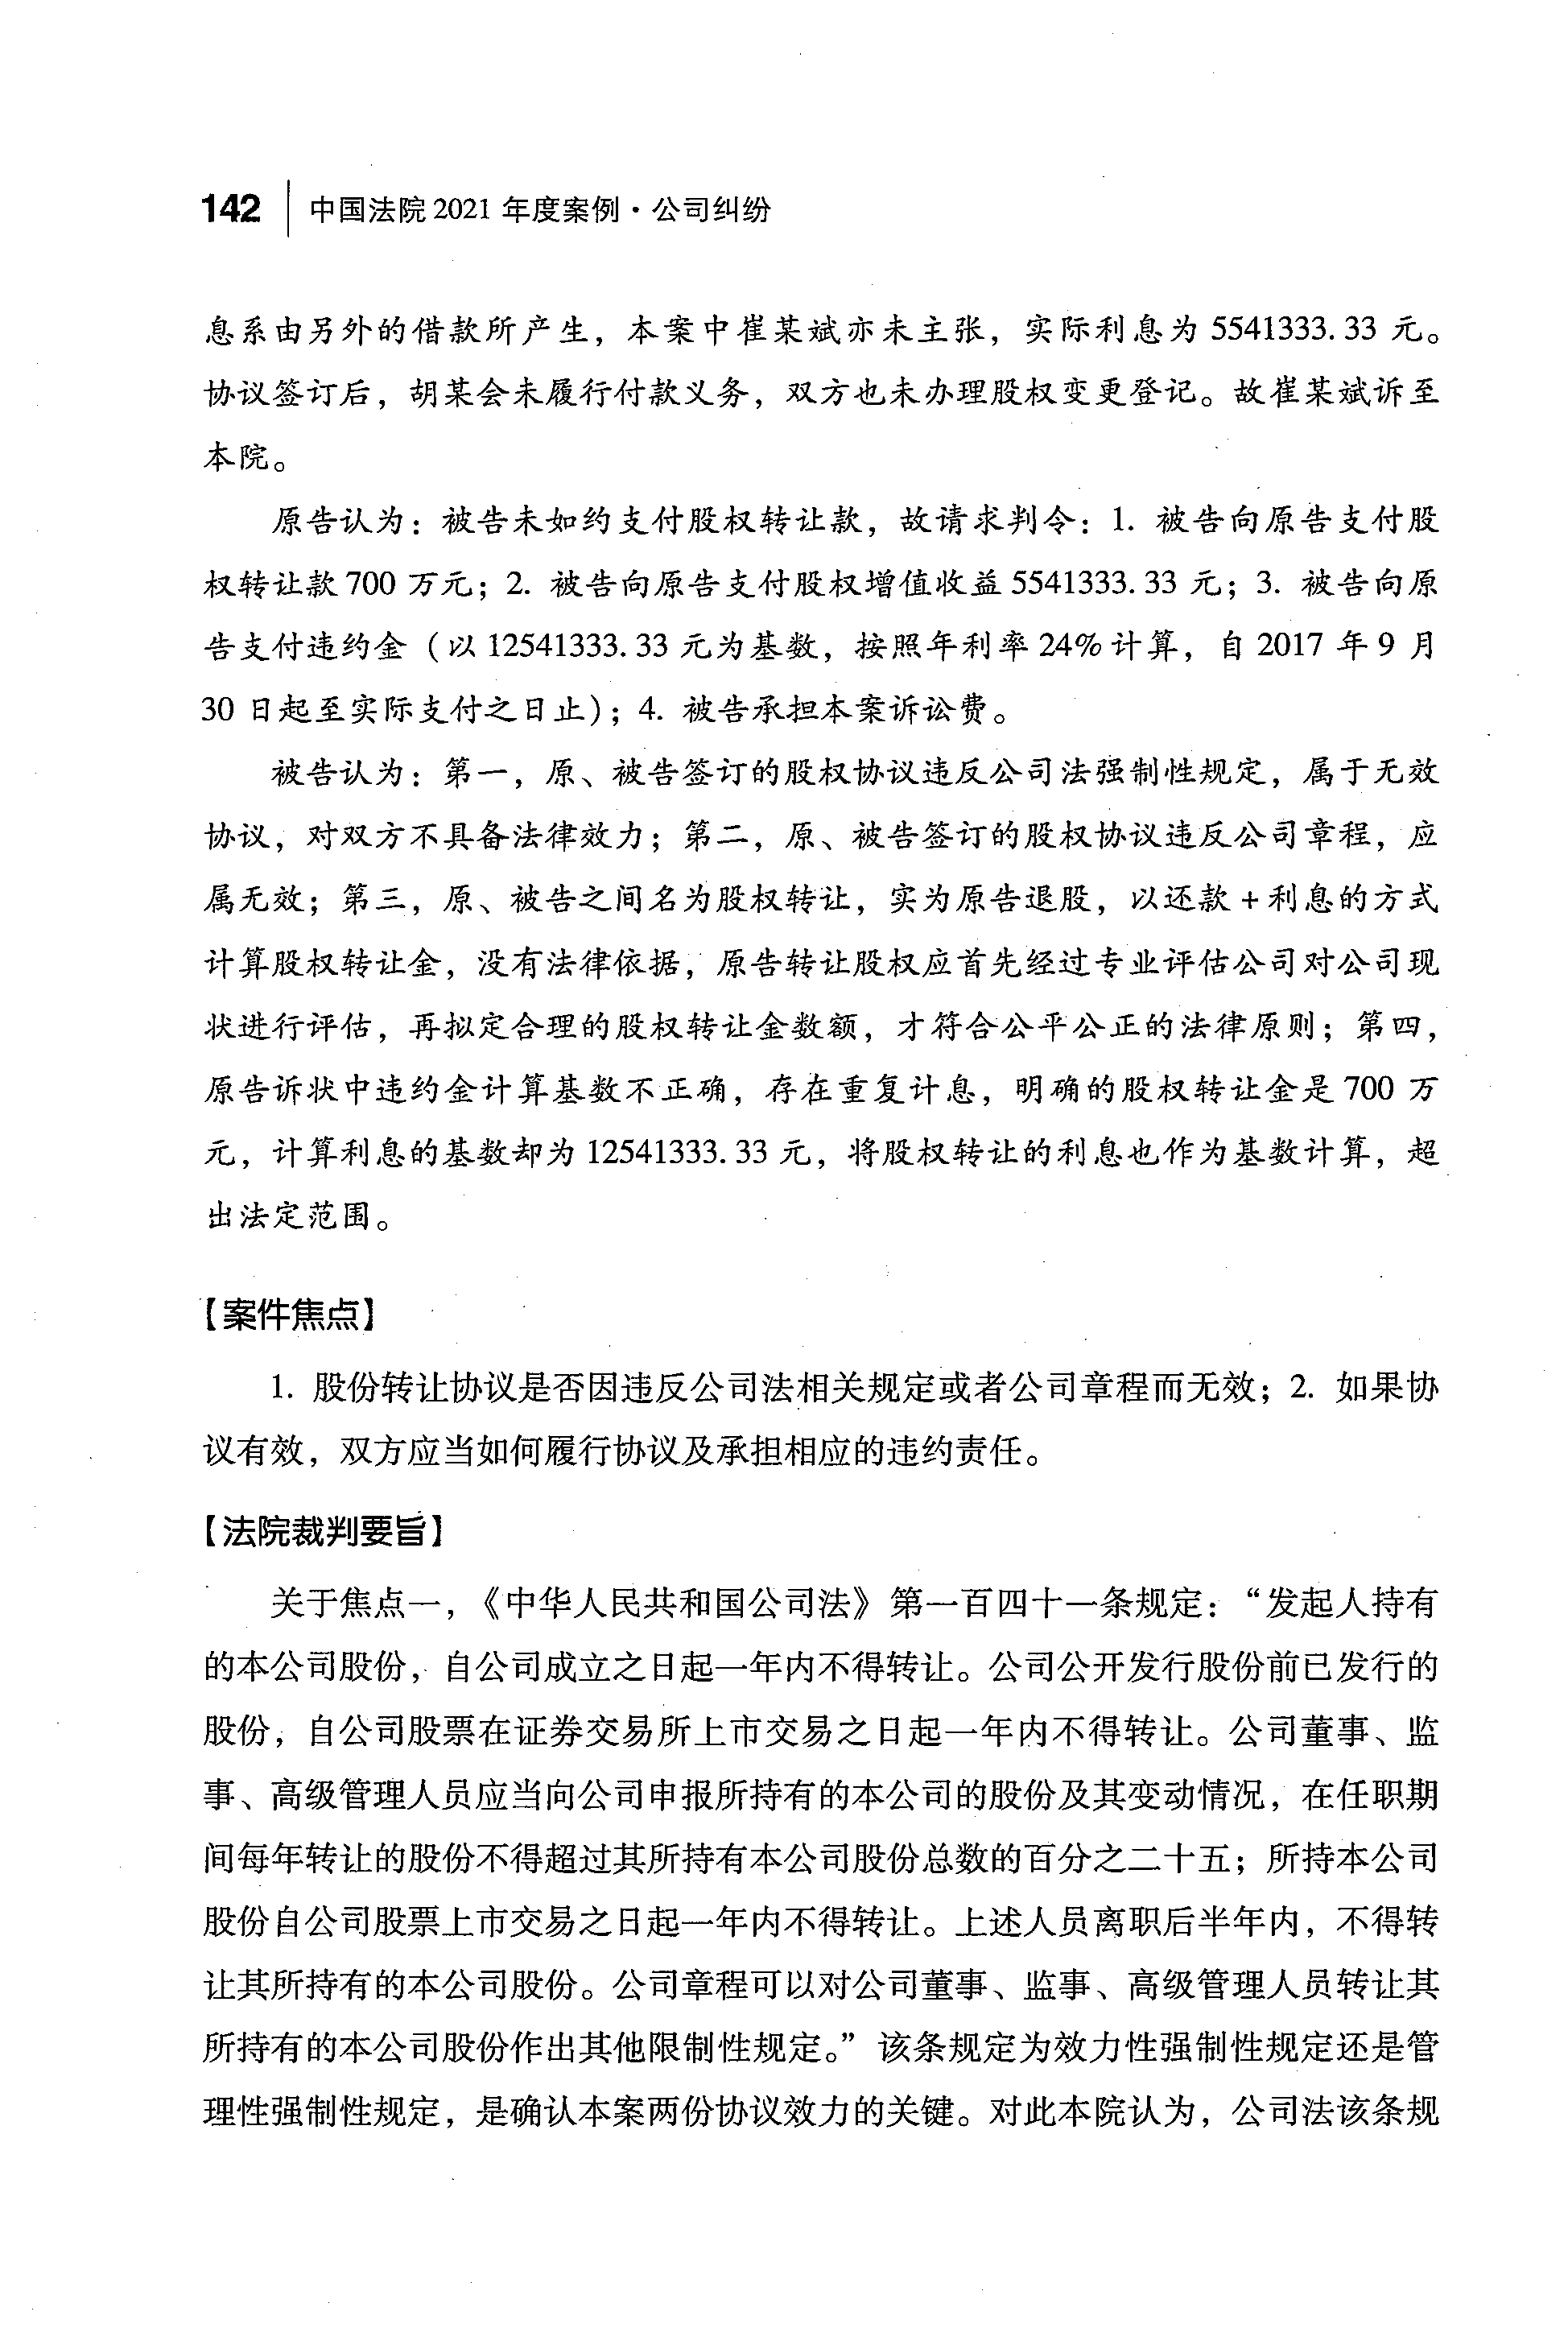 142 中国法院2021年度案例·公司纠纷
息系由另外的借款所产生，本案中崔某斌亦未主张，实际利息为5541333.33元。
协议签订后，胡某会未履行付款义务，双方也未办理股权变更登记。故崔某斌诉至
本院。
原告认为：被告未如约支付股权转让款，故请求判令：1. 被告向原告支付股
权转让款700万元；2. 被告向原告支付股权增值收益5541333.33元；3. 被告向原
告支付违约金（以12541333.33元为基数，按照年利率24%计算，自2017年9月
30日起至实际支付之日止）；4. 被告承担本案诉讼费。
被告认为：第一，原、被告签订的股权协议违反公司法强制性规定，属于无效
协议，对双方不具备法律效力；第二，原、被告签订的股权协议违反公司章程，应
属无效；第三，原、被告之间名为股权转让，实为原告退股，以还款+利息的方式
计算股权转让金，没有法律依据，原告转让股权应首先经过专业评估公司对公司现
状进行评估，再拟定合理的股权转让金数额，才符合公平公正的法律原则；第四，
原告诉状中违约金计算基数不正确，存在重复计息，明确的股权转让金是700万
元，计算利息的基数却为12541333.33元，将股权转让的利息也作为基数计算，超
出法定范围。
【案件焦点】
1. 股份转让协议是否因违反公司法相关规定或者公司章程而无效；2. 如果协
议有效，双方应当如何履行协议及承担相应的违约责任。
【法院裁判要旨】
关于焦点一，《中华人民共和国公司法》第一百四十一条规定：“发起人持有
的本公司股份，自公司成立之日起一年内不得转让。公司公开发行股份前已发行的
股份，自公司股票在证券交易所上市交易之日起一年内不得转让。公司董事、监
事、高级管理人员应当向公司申报所持有的本公司的股份及其变动情况，在任职期
间每年转让的股份不得超过其所持有本公司股份总数的百分之二十五；所持本公司
股份自公司股票上市交易之日起一年内不得转让。上述人员离职后半年内，不得转
让其所持有的本公司股份。公司章程可以对公司董事、监事、高级管理人员转让其
所持有的本公司股份作出其他限制性规定。”该条规定为效力性强制性规定还是管
理性强制性规定，是确认本案两份协议效力的关键。对此本院认为，公司法该条规